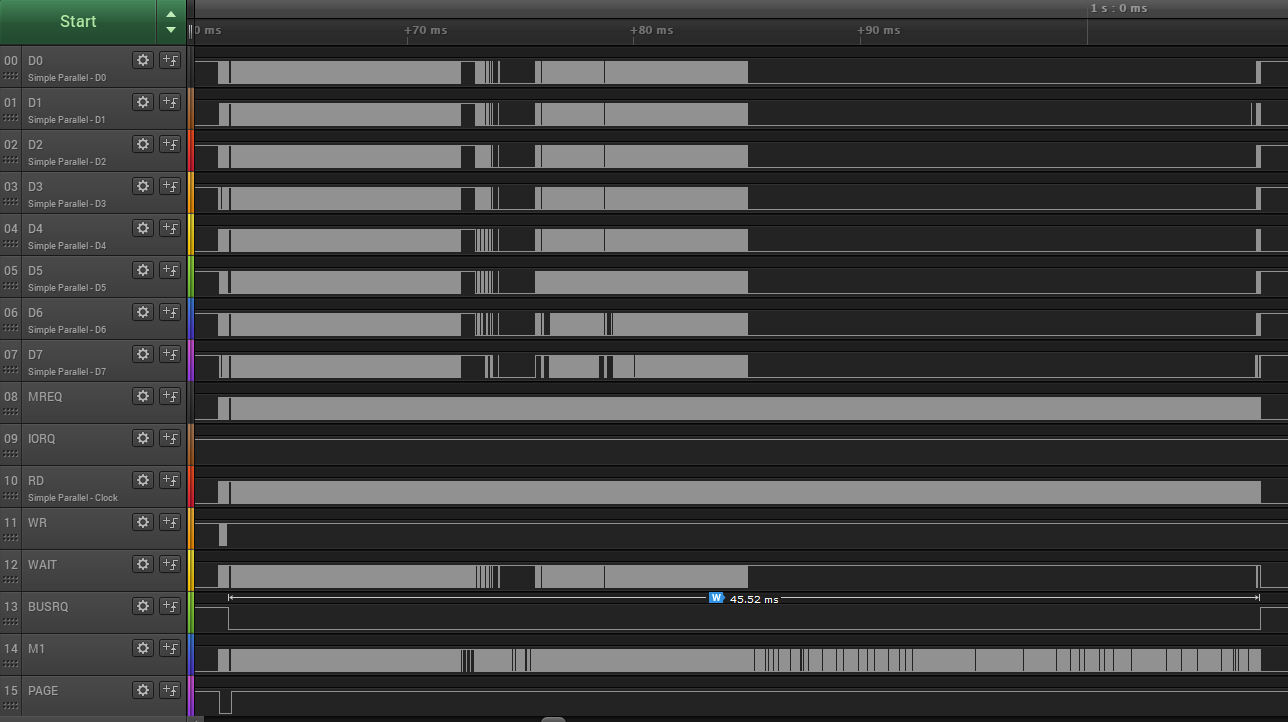 Start
1 s : 0 ms
0 ms
+70 ms
+80 ms
+90 ms
00 D0
Simple Parallel - D0
01 D1
Simple Parallel - D1
02 D2
Simple Parallel - D2
03 D3
Simple Parallel - D3
04 D4
Simple Parallel - D4
05 D5
Simple Parallel - D5
06 D6
Simple Parallel - D6
07 D7
Simple Parallel - D7
08 MREQ
09 IORQ
10 RD
Simple Parallel - Clock
11 WR
12 WAIT
W 45.52 ms
13 BUSRQ
14 M1
15 PAGE